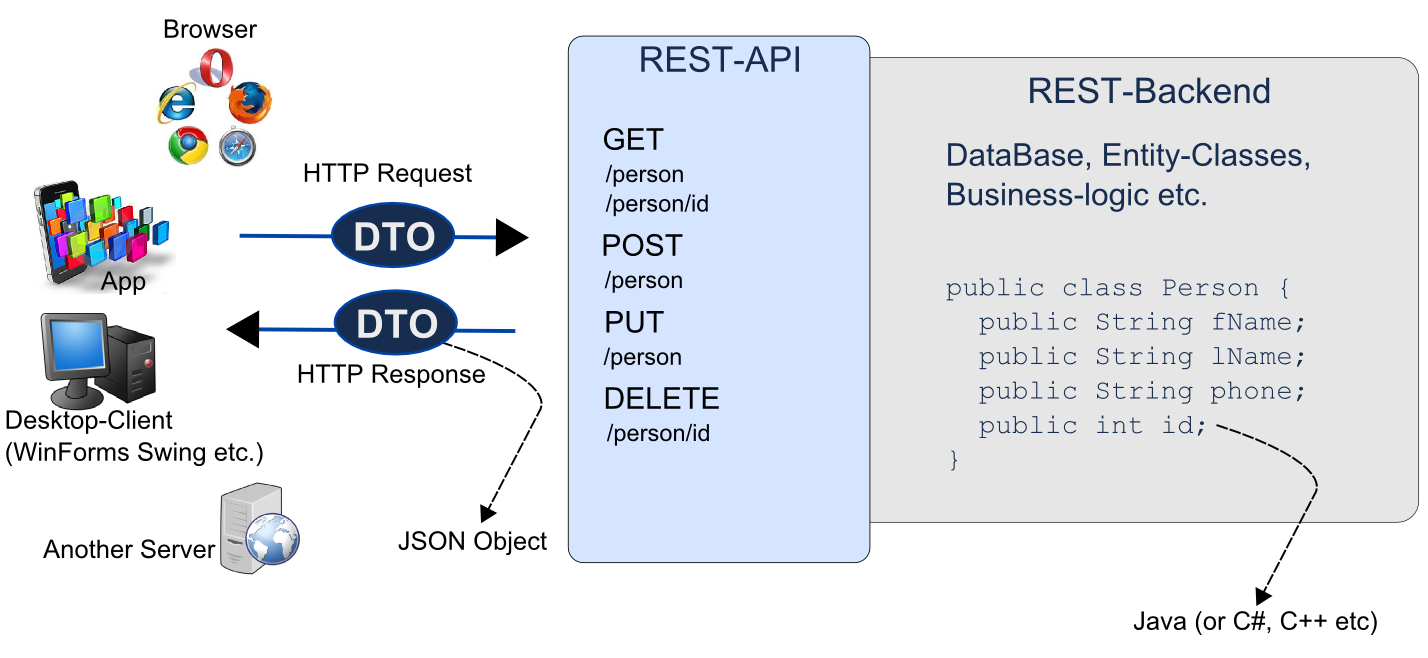 Browser
App
Desktop-Client
(WinForms Swing etc.)
Another Server
HTTP Request
DTO
DTO
HTTP Response
JSON Object
REST-API
GET
/person
/person/id
POST
/person
PUT
/person
DELETE
/person/id
REST-Backend
DataBase, Entity-Classes,
Business-logic etc.
public class Person {
  public String fName;
  public String lName;
  public String phone;
  public int id;
}
Java (or C#, C++ etc)